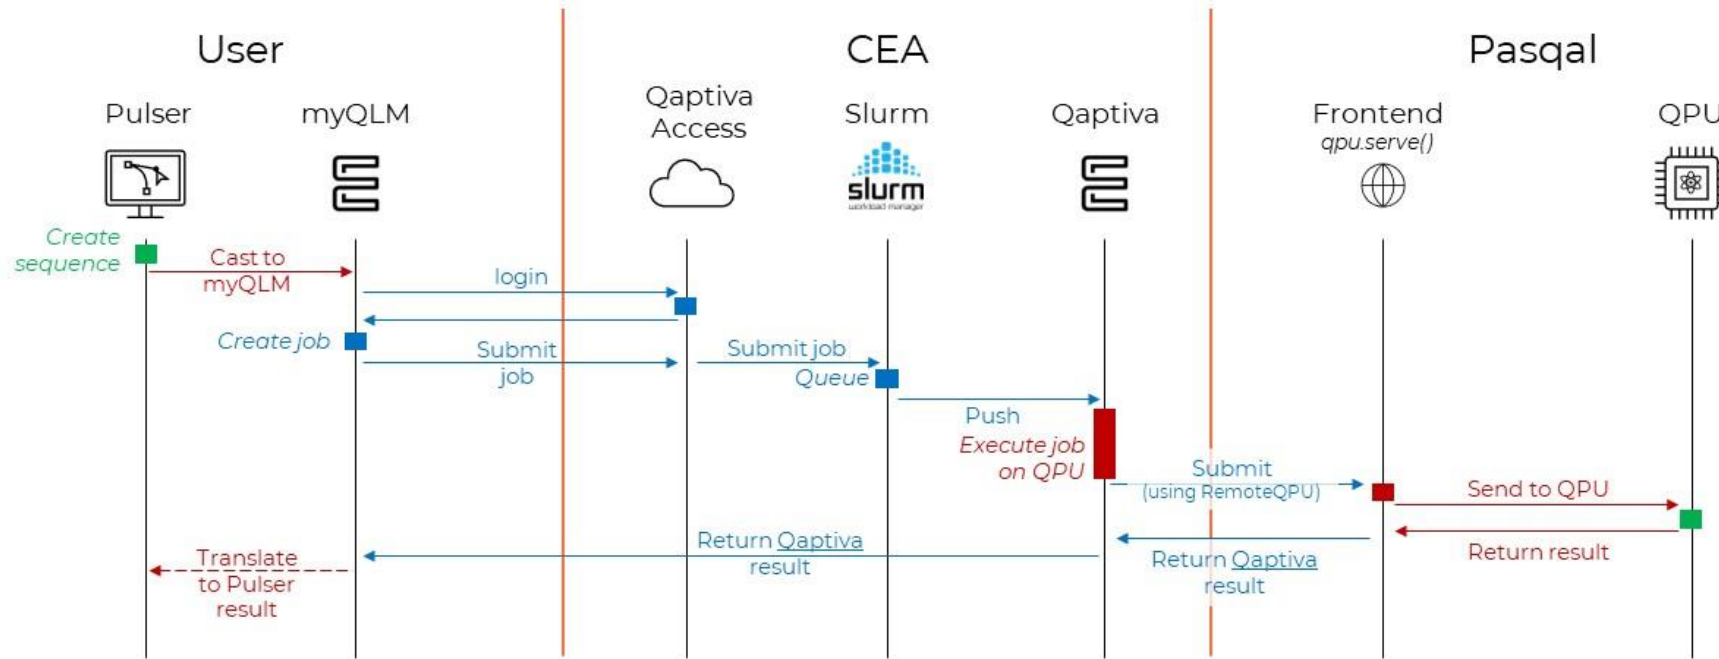 User
CEA
Pasqal
Pulser
myQLM
Qaptiva
Access
Slurm
Qaptiva
Frontend
qpu.serve()
QPU
slurm
workload manager
Create
sequence
Cast to
myQLM
login
Create job
Submit
job
Submit job
Queue
Push
Execute job
on QPU
Submit
(using RemoteQPU)
Send to QPU
Return result
Return Qaptiva
result
Return Qaptiva
result
Translate
to Pulser
result